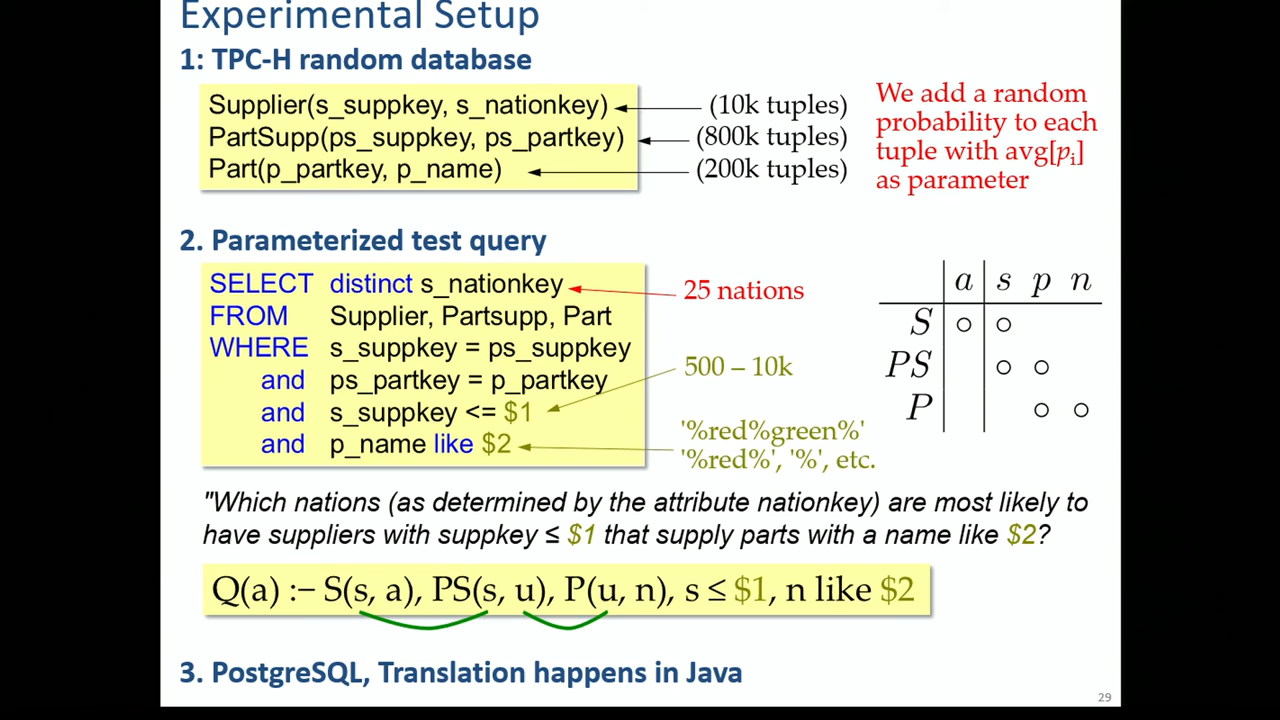 Experimental Setup
1: TPC-H random database
Supplier(s_suppkey, s_nationkey)
(10k tuples)
PartSupp(ps_suppkey, ps_partkey)
(800k tuples)
Part(p_partkey, p_name)
(200k tuples)
We add a random
probability to each
tuple with avg[pi]
as parameter
2. Parameterized test query
SELECT distinct s_nationkey
FROM Supplier, Partsupp, Part
WHERE s_suppkey = ps_suppkey
and ps_partkey = p_partkey
and s_suppkey <= $1
and p_name like $2
25 nations
500 – 10k
'%red%green%'
'%red%', '%', etc.
a s p n
S
PS
P
"Which nations (as determined by the attribute nationkey) are most likely to
have suppliers with suppkey ≤ $1 that supply parts with a name like $2?
Q(a) :− S(s, a), PS(s, u), P(u, n), s ≤ $1, n like $2
3. PostgreSQL, Translation happens in Java
29